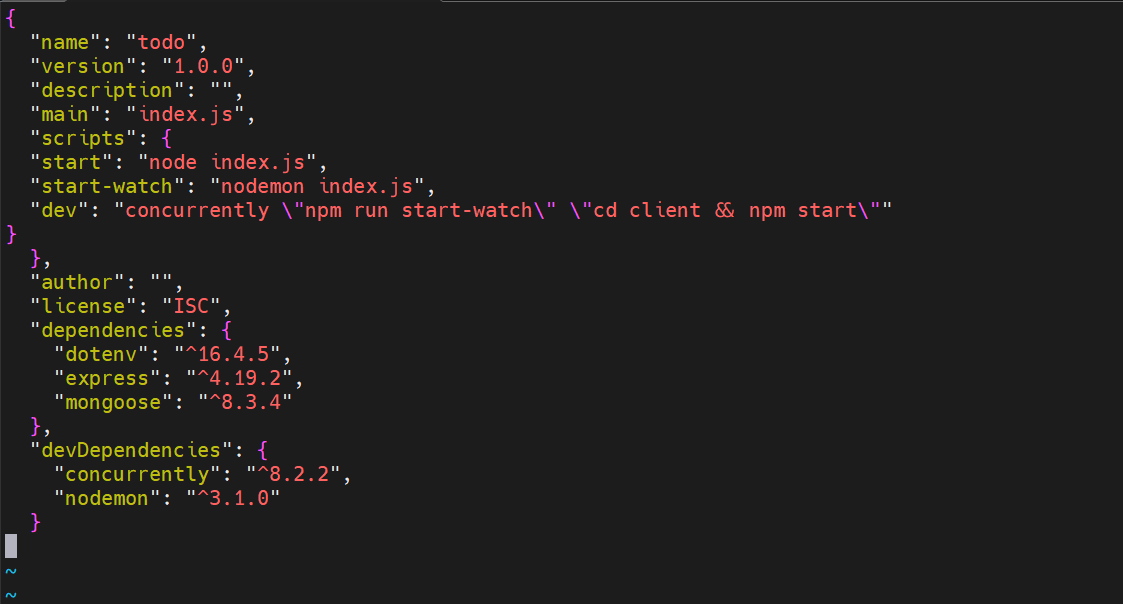 {
  "name": "todo",
  "version": "1.0.0",
  "description": "",
  "main": "index.js",
  "scripts": {
  "start": "node index.js",
  "start-watch": "nodemon index.js",
  "dev": "concurrently \"npm run start-watch\" \"cd client && npm start\""
}
  },
  "author": "",
  "license": "ISC",
  "dependencies": {
    "dotenv": "^16.4.5",
    "express": "^4.19.2",
    "mongoose": "^8.3.4"
  },
  "devDependencies": {
    "concurrently": "^8.2.2",
    "nodemon": "^3.1.0"
  }

~
~